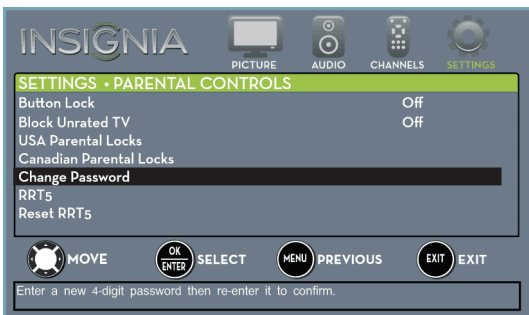 INSIGNIA
PICTURE AUDIO CHANNELS SETTINGS
SETTINGS • PARENTAL CONTROLS
Button Lock Off
Block Unrated TV Off
USA Parental Locks
Canadian Parental Locks
Change Password
RRT5
Reset RRT5
MOVE OK ENTER SELECT MENU PREVIOUS EXIT EXIT
Enter a new 4-digit password then re-enter it to confirm.